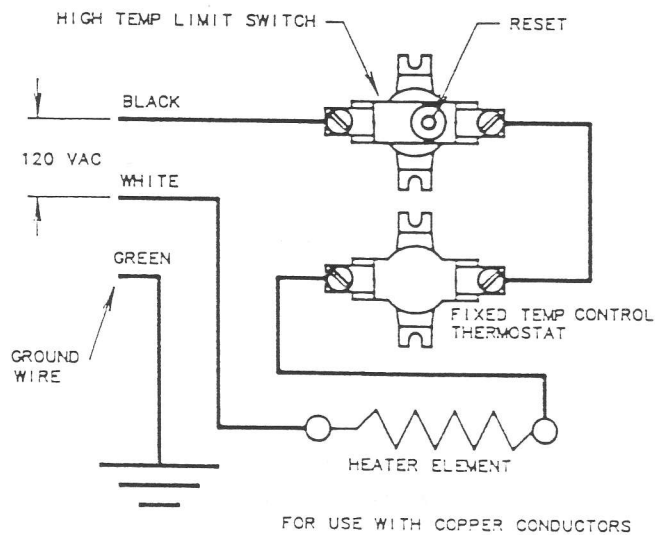 HIGH TEMP LIMIT SWITCH
RESET
BLACK
120 VAC
WHITE
GREEN
FIXED TEMP CONTROL
THERMOSTAT
GROUND
WIRE
HEATER ELEMENT
FOR USE WITH COPPER CONDUCTORS